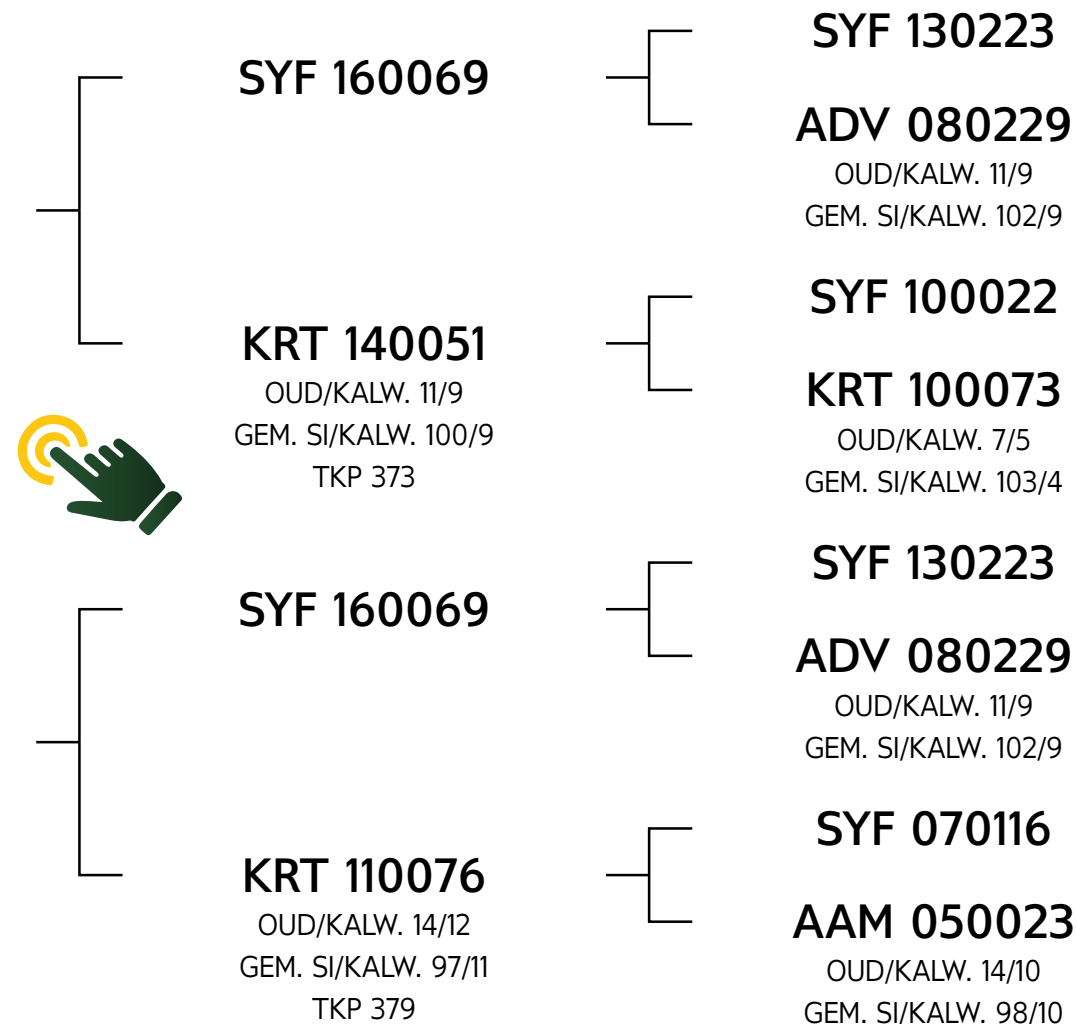 SYF 160069
SYF 130223
ADV 080229
OUD/KALW. 11/9
GEM. SI/KALW. 102/9
KRT 140051
OUD/KALW. 11/9
GEM. SI/KALW. 100/9
TKP 373
SYF 100022
KRT 100073
OUD/KALW. 7/5
GEM. SI/KALW. 103/4
SYF 160069
SYF 130223
ADV 080229
OUD/KALW. 11/9
GEM. SI/KALW. 102/9
KRT 110076
OUD/KALW. 14/12
GEM. SI/KALW. 97/11
TKP 379
SYF 070116
AAM 050023
OUD/KALW. 14/10
GEM. SI/KALW. 98/10